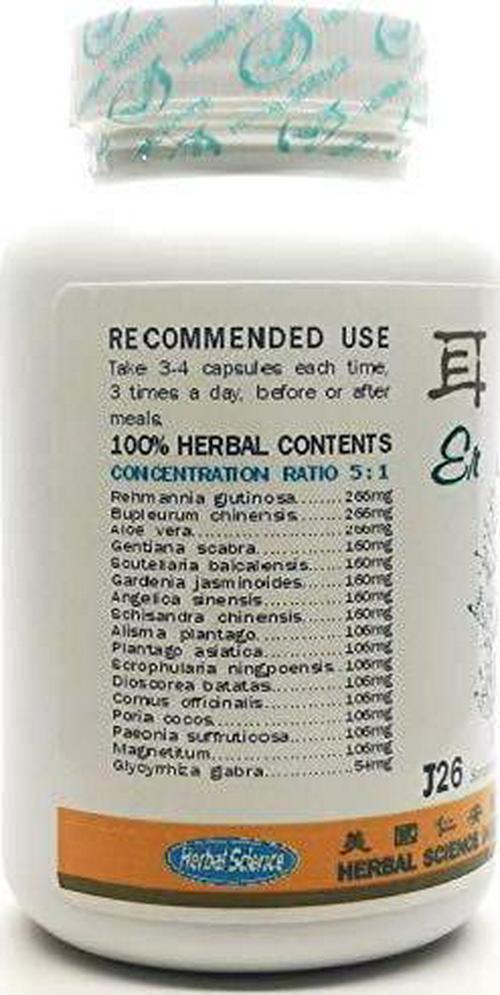 HERBAL SCIENCE
RECOMMENDED USE
Take 3-4 capsules each time,
3 times a day, before or after
meals
100% HERBAL CONTENTS
CONCENTRATION RATIO 5:1
Rehmannia glutinosa.......266mg
Bupleurum chinensis.......266mg
Aloe vera.......266mg
Gentiana scabra.......160mg
Scutellaria baicalensis.......160mg
Gardenia jasminoides.......160mg
Angelica sinensis.......160mg
Schisandra chinensis.......160mg
Alisma plantago.......106mg
Plantago asiatica.......106mg
Scrophularia ningpoensis..106mg
Dioscorea batatas.......106mg
Cornus officinalis.......106mg
Poria cocos.......106mg
Paeonia suffruticosa.......106mg
Magnetitum.......106mg
Glycyrrhiza glabra.......54mg
耳
Er
J26
Herbal Science
美 國 仁
HERBAL SCIENCE